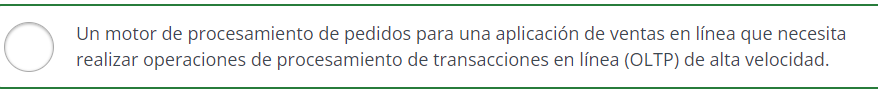 Un motor de procesamiento de pedidos para una aplicación de ventas en línea que necesita
realizar operaciones de procesamiento de transacciones en línea (OLTP) de alta velocidad.